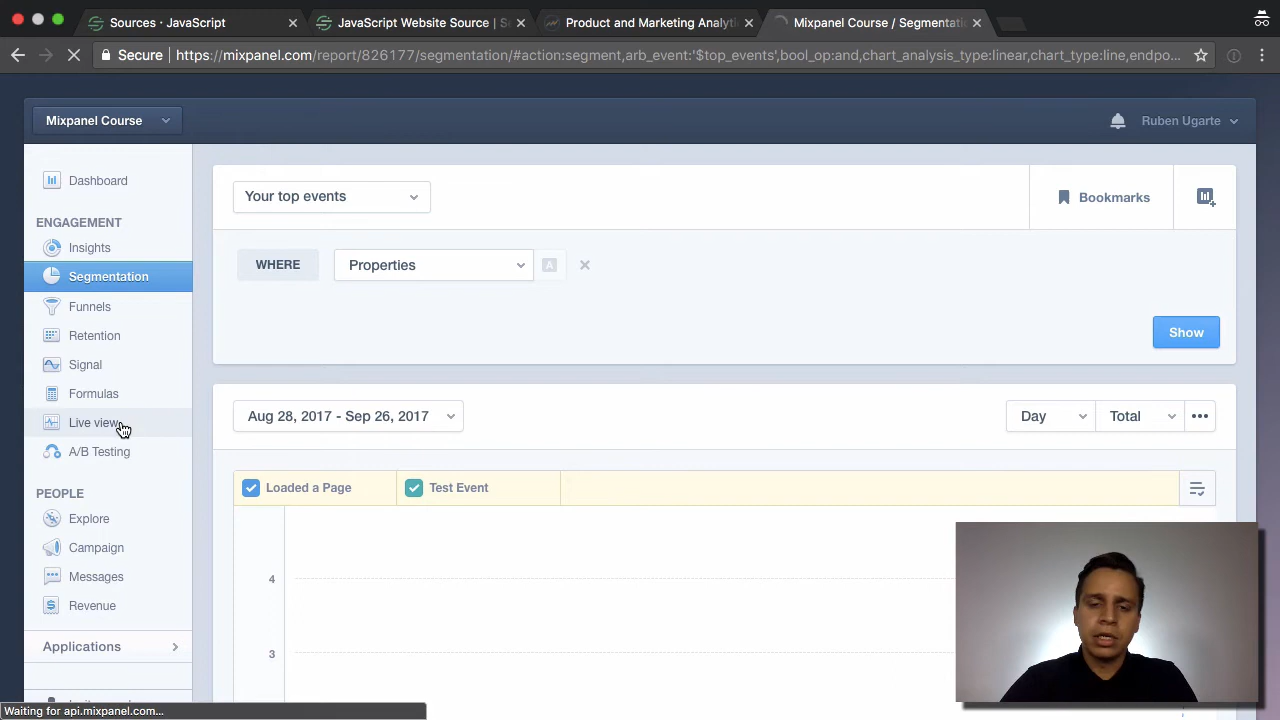 Sources · JavaScript
JavaScript Website Source | S
Product and Marketing Analyti
Mixpanel Course / Segmentati
Secure
https://mixpanel.com/report/826177/segmentation/#action:segment,arb_event:'$top_events',bool_op:and,chart_analysis_type:linear,chart_type:line,endpo...
Mixpanel Course
Ruben Ugarte
Dashboard
ENGAGEMENT
Insights
Segmentation
Funnels
Retention
Signal
Formulas
Live view
A/B Testing
PEOPLE
Explore
Campaign
Messages
Revenue
Applications
Your top events
Bookmarks
WHERE
Properties
A
Show
Aug 28, 2017 - Sep 26, 2017
Day
Total
Loaded a Page
Test Event
4
3
Waiting for api.mixpanel.com...